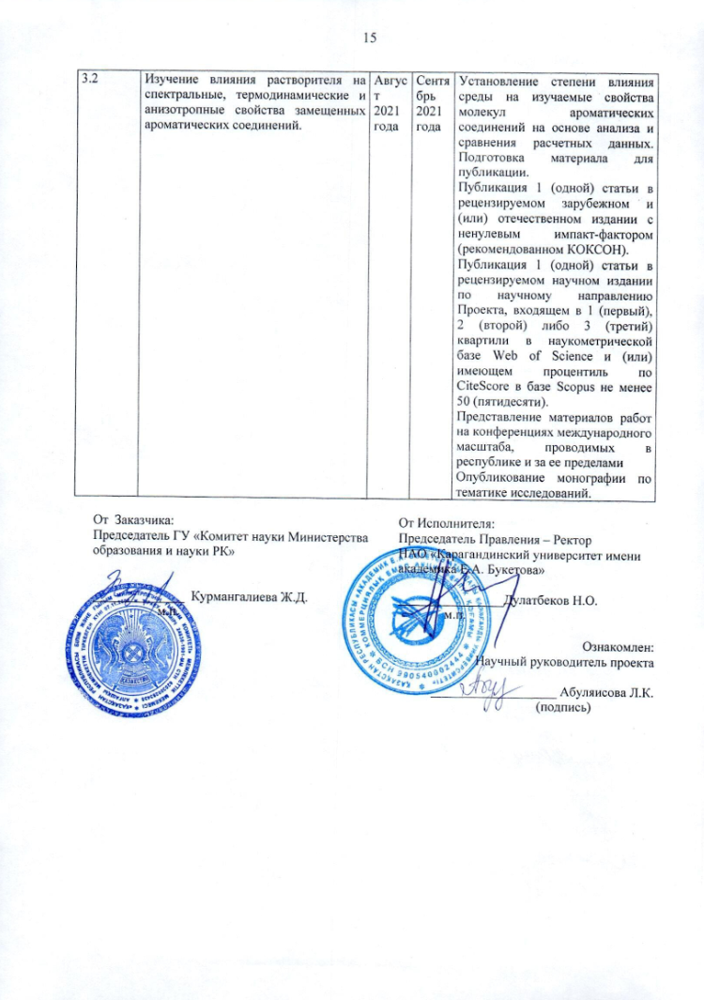 15
3.2
Изучение влияния растворителя на
спектральные, термодинамические и
анизотропные свойства замещенных
ароматических соединений.
Авгус
т
2021
года
Сентя
брь
2021
года
Установление степени влияния
среды на изучаемые свойства
молекул ароматических
соединений на основе анализа и
сравнения расчетных данных.
Подготовка материала для
публикации.
Публикация 1 (одной) статьи в
рецензируемом зарубежном и
(или) отечественном издании с
ненулевым импакт-фактором
(рекомендованном КОКСОН).
Публикация 1 (одной) статьи в
рецензируемом научном издании
по научному направлению
Проекта, входящем в 1 (первый),
2 (второй) либо 3 (третий)
квартили в наукометрической
базе Web of Science и (или)
имеющем процентиль по
CiteScore в базе Scopus не менее
50 (пятидесяти).
Представление материалов работ
на конференциях международного
масштаба, проводимых в
республике и за ее пределами
Опубликование монографии по
тематике исследований.
От Заказчика:
Председатель ГУ «Комитет науки Министерства
образования и науки РК»
Курмангалиева Ж.Д.
м.п.
От Исполнителя:
Председатель Правления – Ректор
НАО «Карагандинский университет имени
академика Е.А. Букетова»
Дулатбеков Н.О.
м.п.
Ознакомлен:
Научный руководитель проекта
Абуляисова Л.К.
(подпись)
ҚАЗАҚСТАН
БСН 990540002444